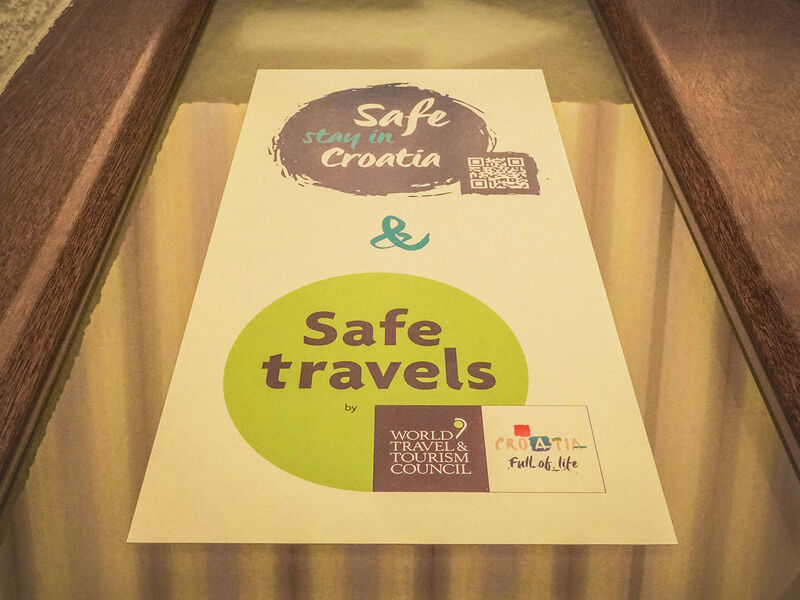 Safe
stay in
Croatia
&
Safe
travels
by
WORLD
TRAVEL &
TOURISM
COUNCIL
CROATIA
Full of life